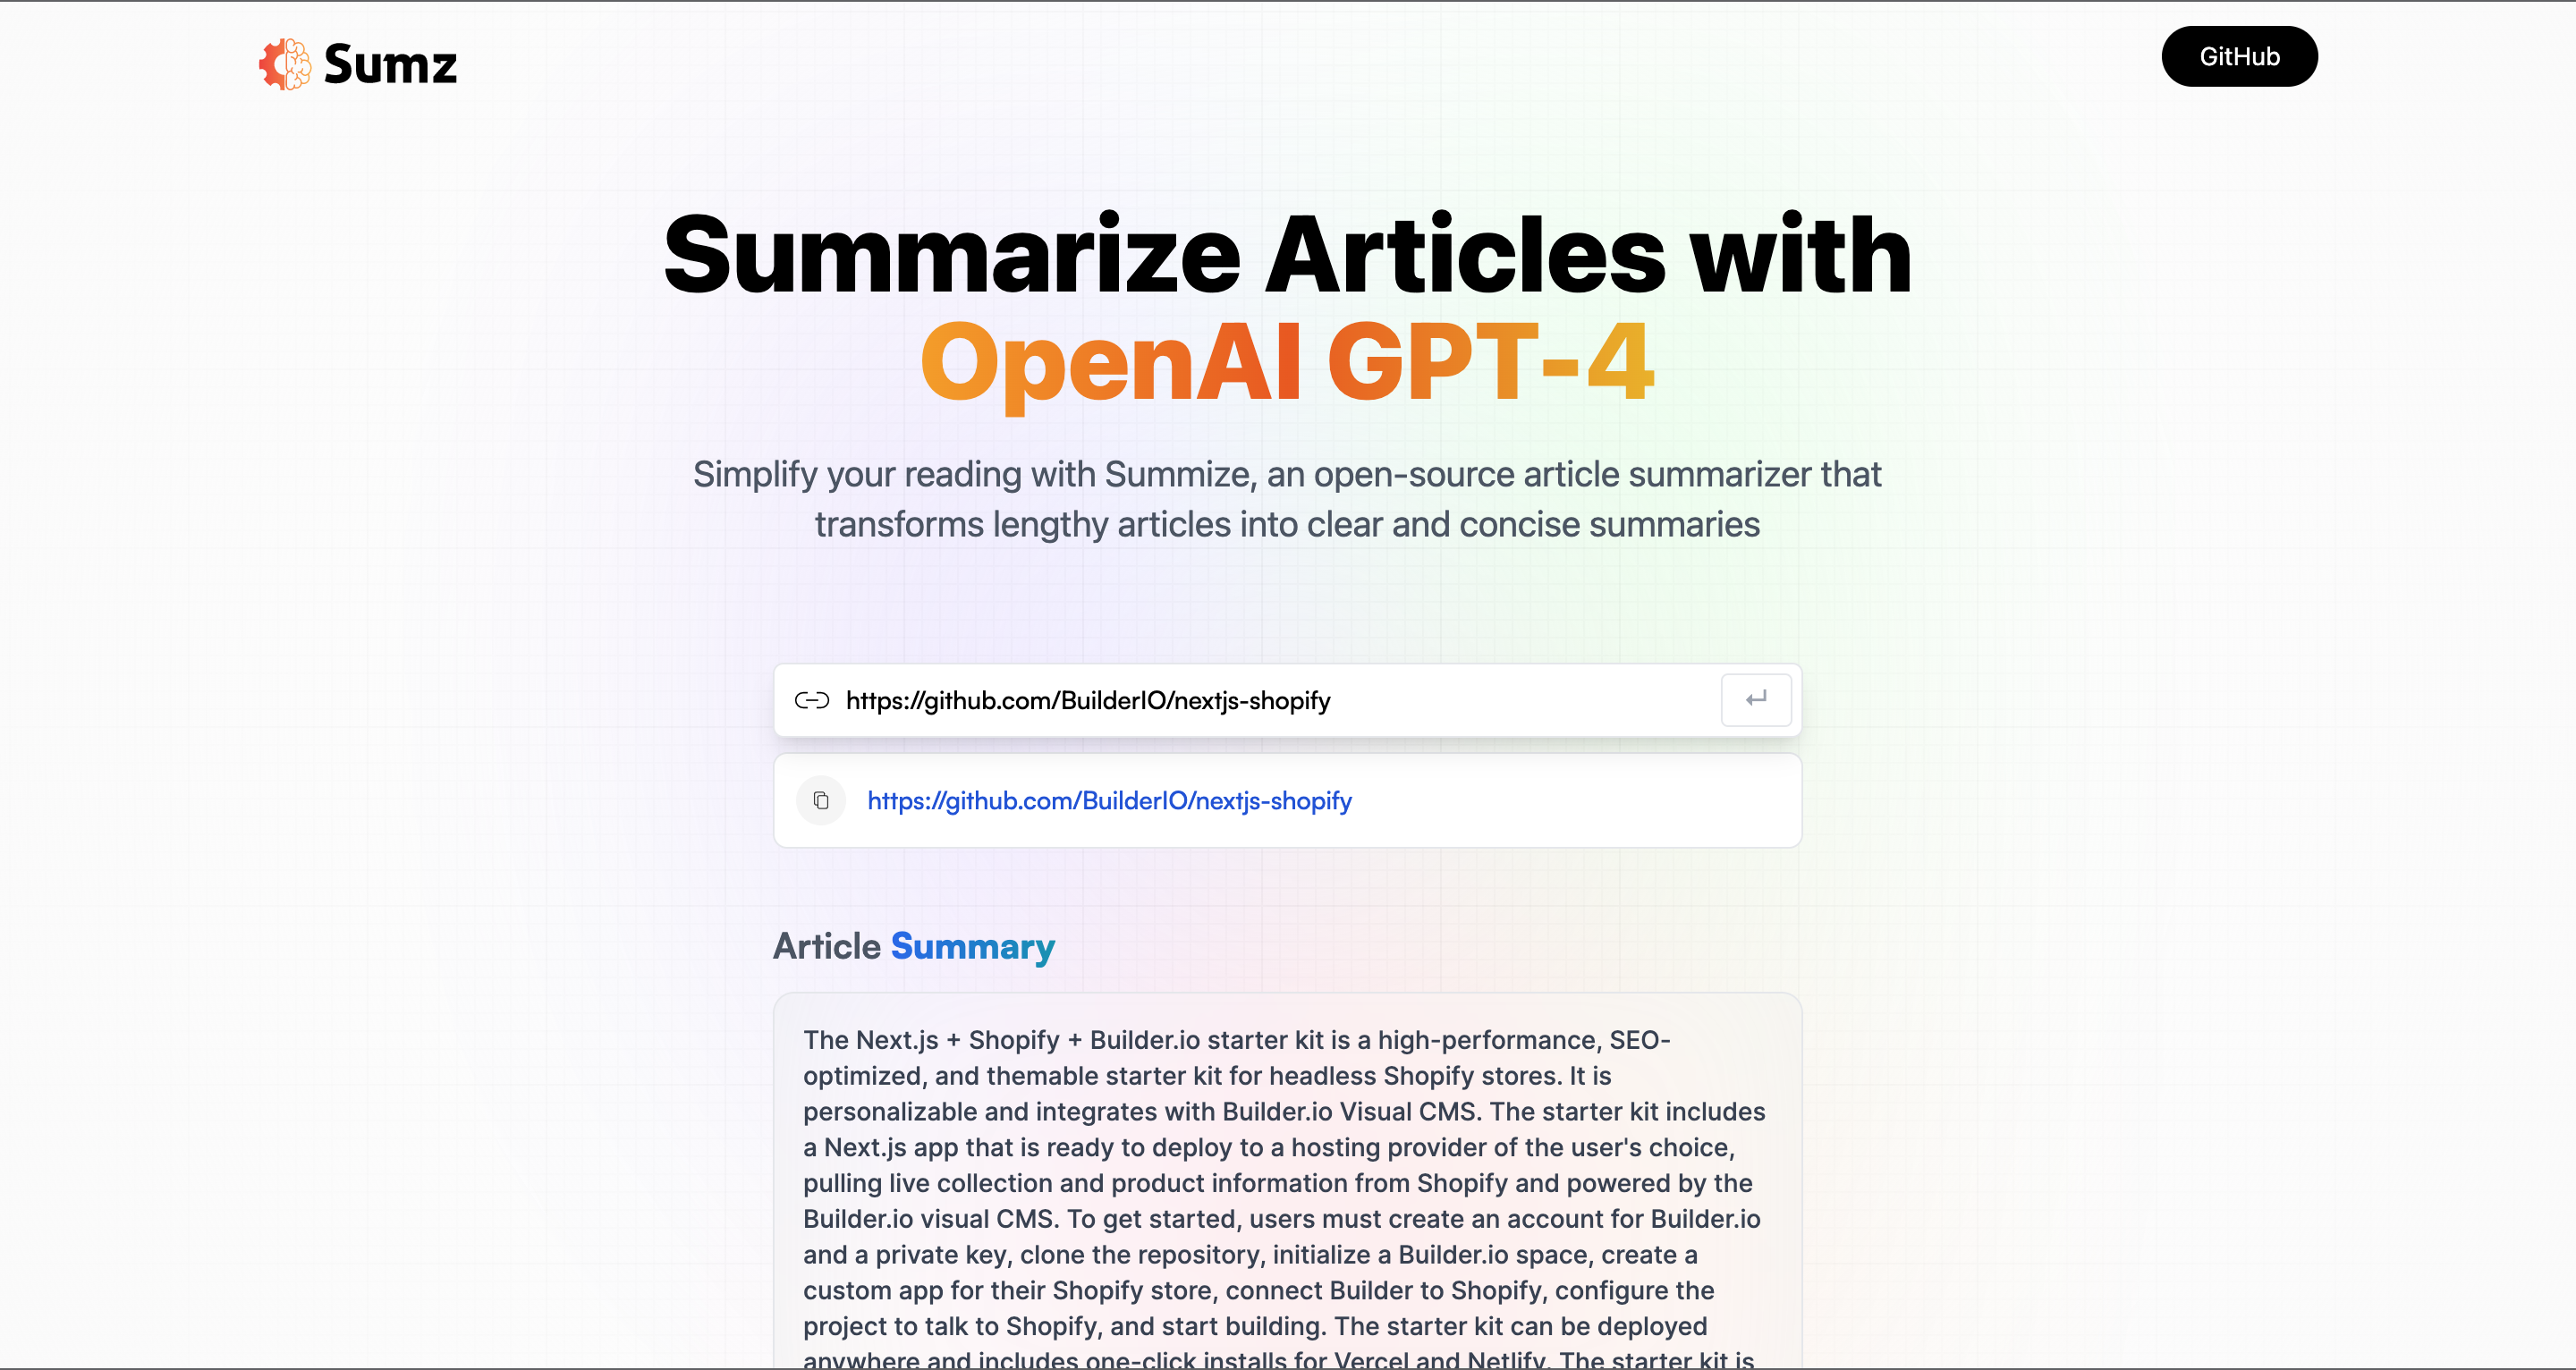 Sumz
GitHub
Summarize Articles with
OpenAI GPT-4
Simplify your reading with Summize, an open-source article summarizer that
transforms lengthy articles into clear and concise summaries
https://github.com/BuilderIO/nextjs-shopify
https://github.com/BuilderIO/nextjs-shopify
Article Summary
The Next.js + Shopify + Builder.io starter kit is a high-performance, SEO-
optimized, and themable starter kit for headless Shopify stores. It is
personalizable and integrates with Builder.io Visual CMS. The starter kit includes
a Next.js app that is ready to deploy to a hosting provider of the user's choice,
pulling live collection and product information from Shopify and powered by the
Builder.io visual CMS. To get started, users must create an account for Builder.io
and a private key, clone the repository, initialize a Builder.io space, create a
custom app for their Shopify store, connect Builder to Shopify, configure the
project to talk to Shopify, and start building. The starter kit can be deployed
anywhere and includes one-click installs for Vercel and Netlify. The starter kit is